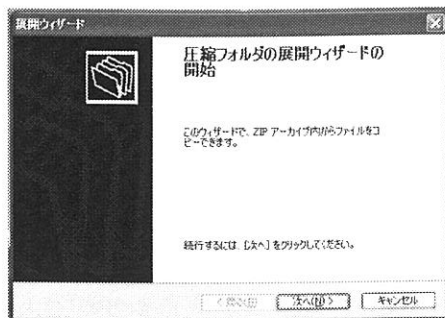 展開ウィザード
圧縮フォルダの展開ウィザードの
開始
このウィザードで、ZIP アーカイブ内からファイルをコ
ピーできます。
続行するには、[次へ] をクリックしてください。
< 戻る(B)
次へ(N) >
キャンセル